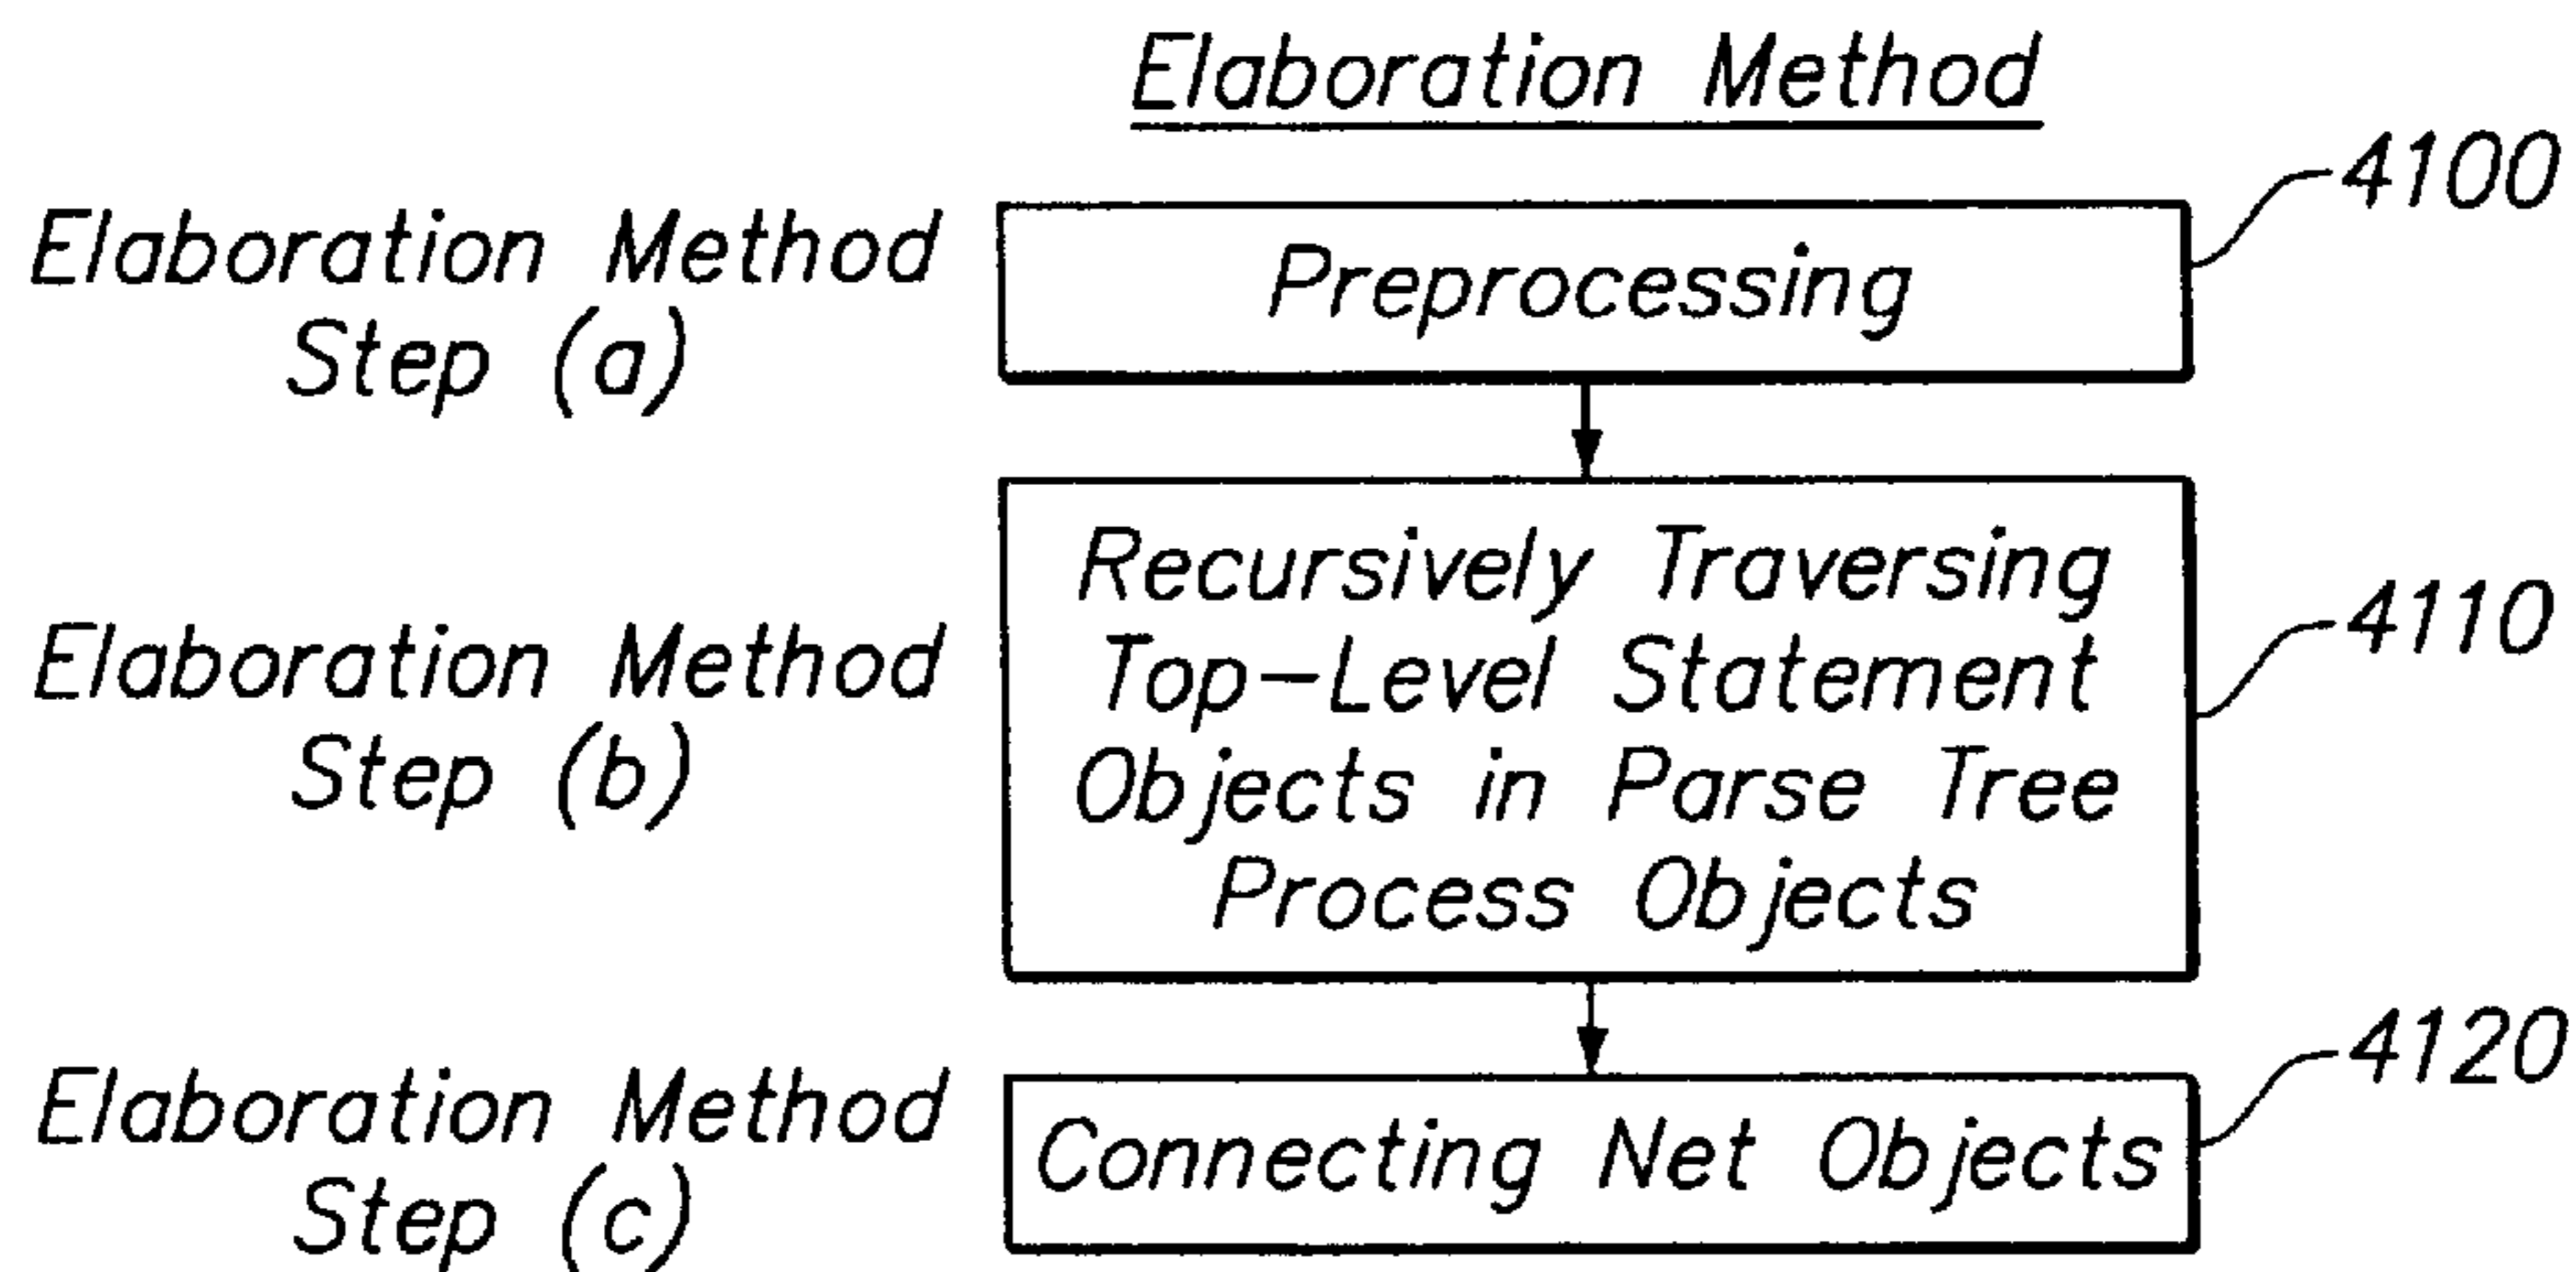 Elaboration Method
4100
Elaboration Method
Step (a)
Preprocessing
Elaboration Method
Step (b)
Recursively Traversing
Top-Level Statement
Objects in Parse Tree
Process Objects
4110
Elaboration Method
Step (c)
Connecting Net Objects
4120